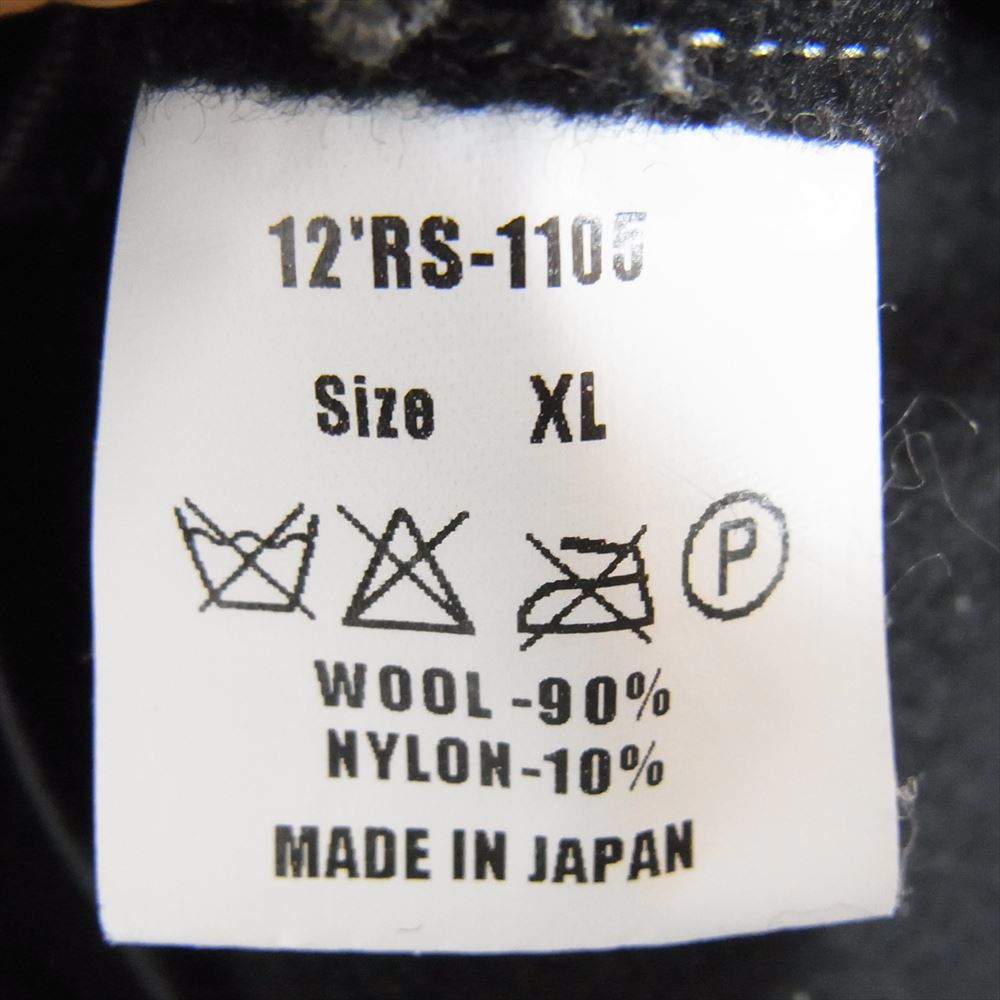 12'RS-1105
Size XL
P
WOOL -90%
NYLON-10%
MADE IN JAPAN